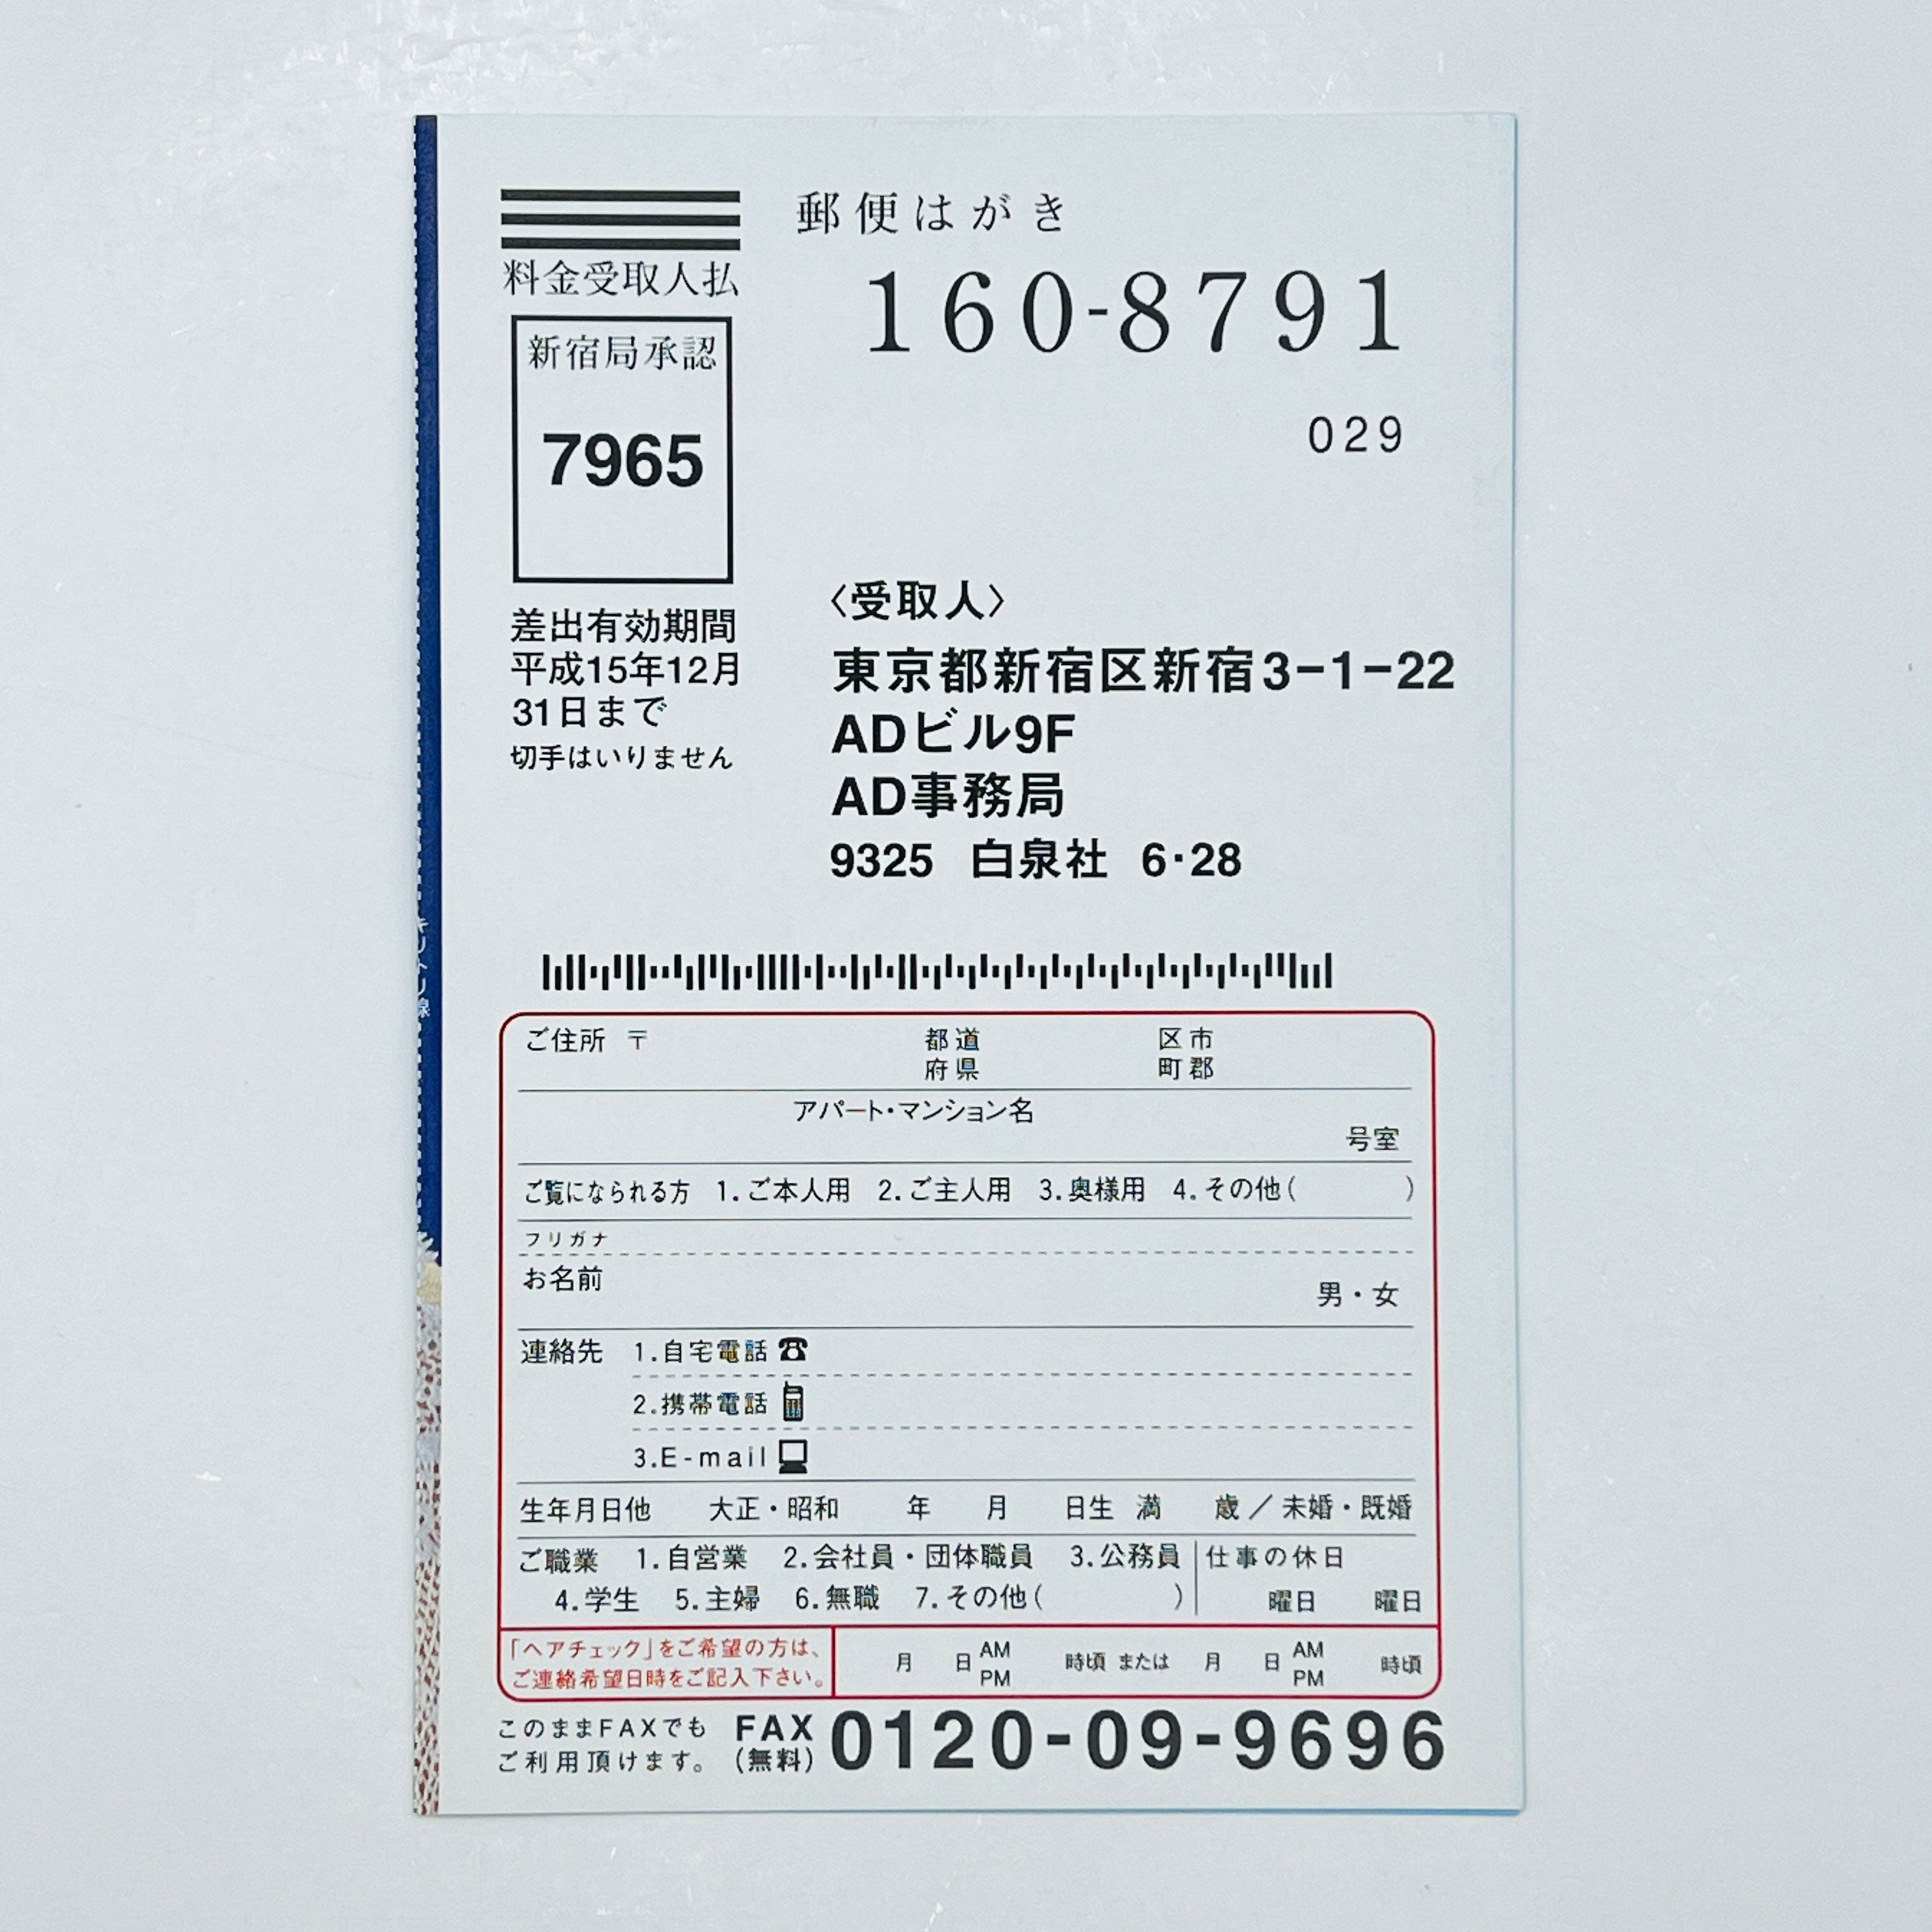 郵便はがき
料金受取人払
160-8791
新宿局承認
7965
029
差出有効期間
平成15年12月
31日まで
切手はいりません
〈受取人〉
東京都新宿区新宿3-1-22
ADビル9F
AD事務局
9325 白泉社 6・28
キリトリ線
ご住所 〒 都道府県 区市町郡
アパート・マンション名
号室
ご覧になられる方 1.ご本人用 2.ご主人用 3.奥様用 4.その他( )
フリガナ
お名前 男・女
連絡先 1.自宅電話
2.携帯電話
3.E-mail
生年月日他 大正・昭和 年 月 日生 満 歳／未婚・既婚
ご職業 1.自営業 2.会社員・団体職員 3.公務員
4.学生 5.主婦 6.無職 7.その他( )
仕事の休日
曜日 曜日
「ヘアチェック」をご希望の方は、
ご連絡希望日時をご記入下さい。
月 日 AM PM 時頃 または 月 日 AM PM 時頃
このままFAXでも
ご利用頂けます。
FAX
(無料)
0120-09-9696